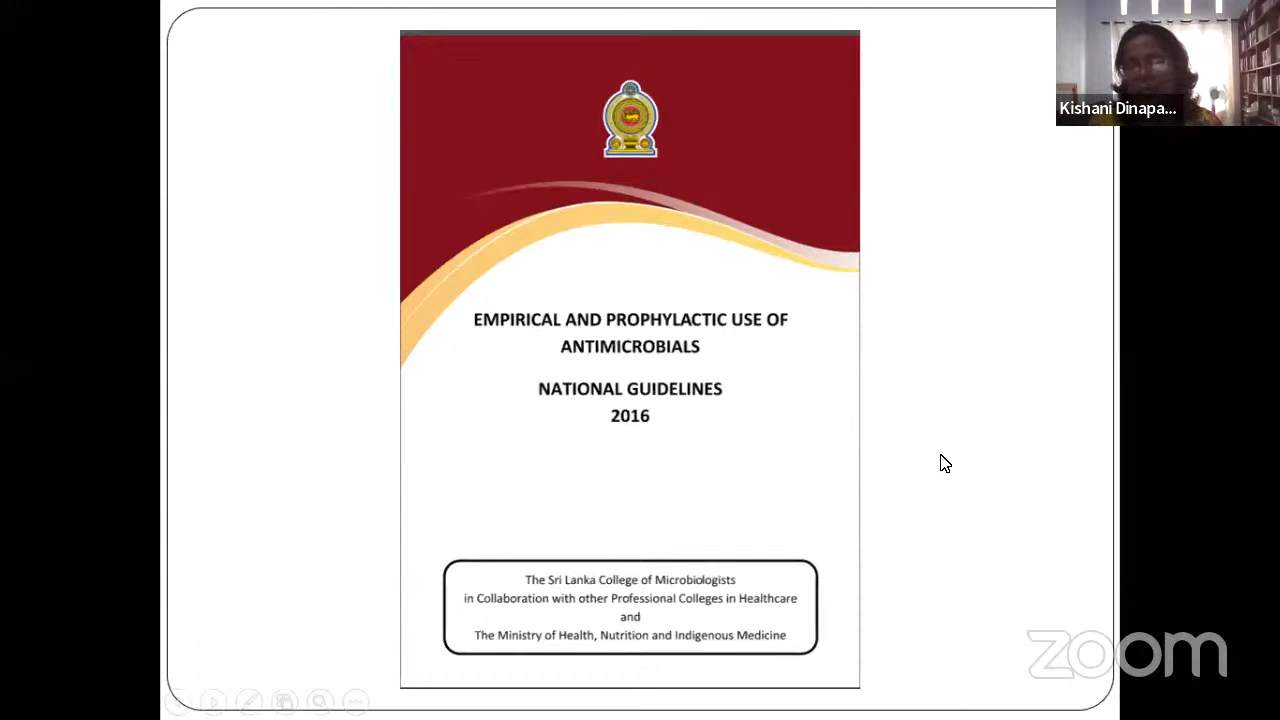 Kishani Dinapa...
EMPIRICAL AND PROPHYLACTIC USE OF
ANTIMICROBIALS
NATIONAL GUIDELINES
2016
The Sri Lanka College of Microbiologists
in Collaboration with other Professional Colleges in Healthcare
and
The Ministry of Health, Nutrition and Indigenous Medicine
zoom